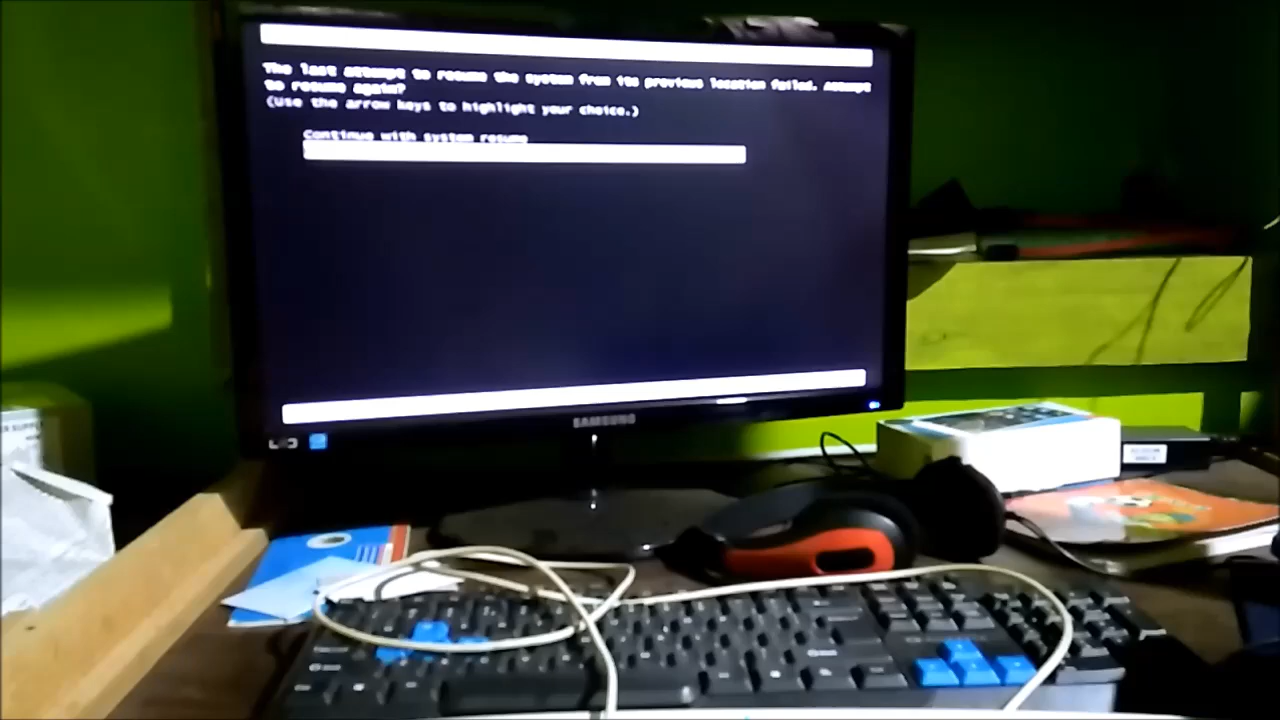 The last attempt to resume the system from its previous location failed. Attempt
to resume again?
(Use the arrow keys to highlight your choice.)
Continue with system resume
SAMSUNG
LED